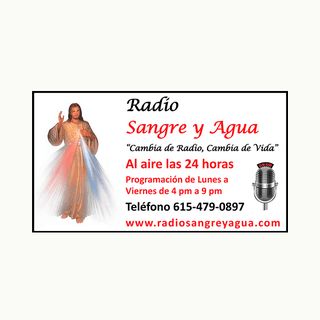 Radio
Sangre y Agua
“Cambia de Radio, Cambia de Vida”
Al aire las 24 horas
Programación de Lunes a
Viernes de 4 pm a 9 pm
Teléfono 615-479-0897
www.radiosangreyagua.com